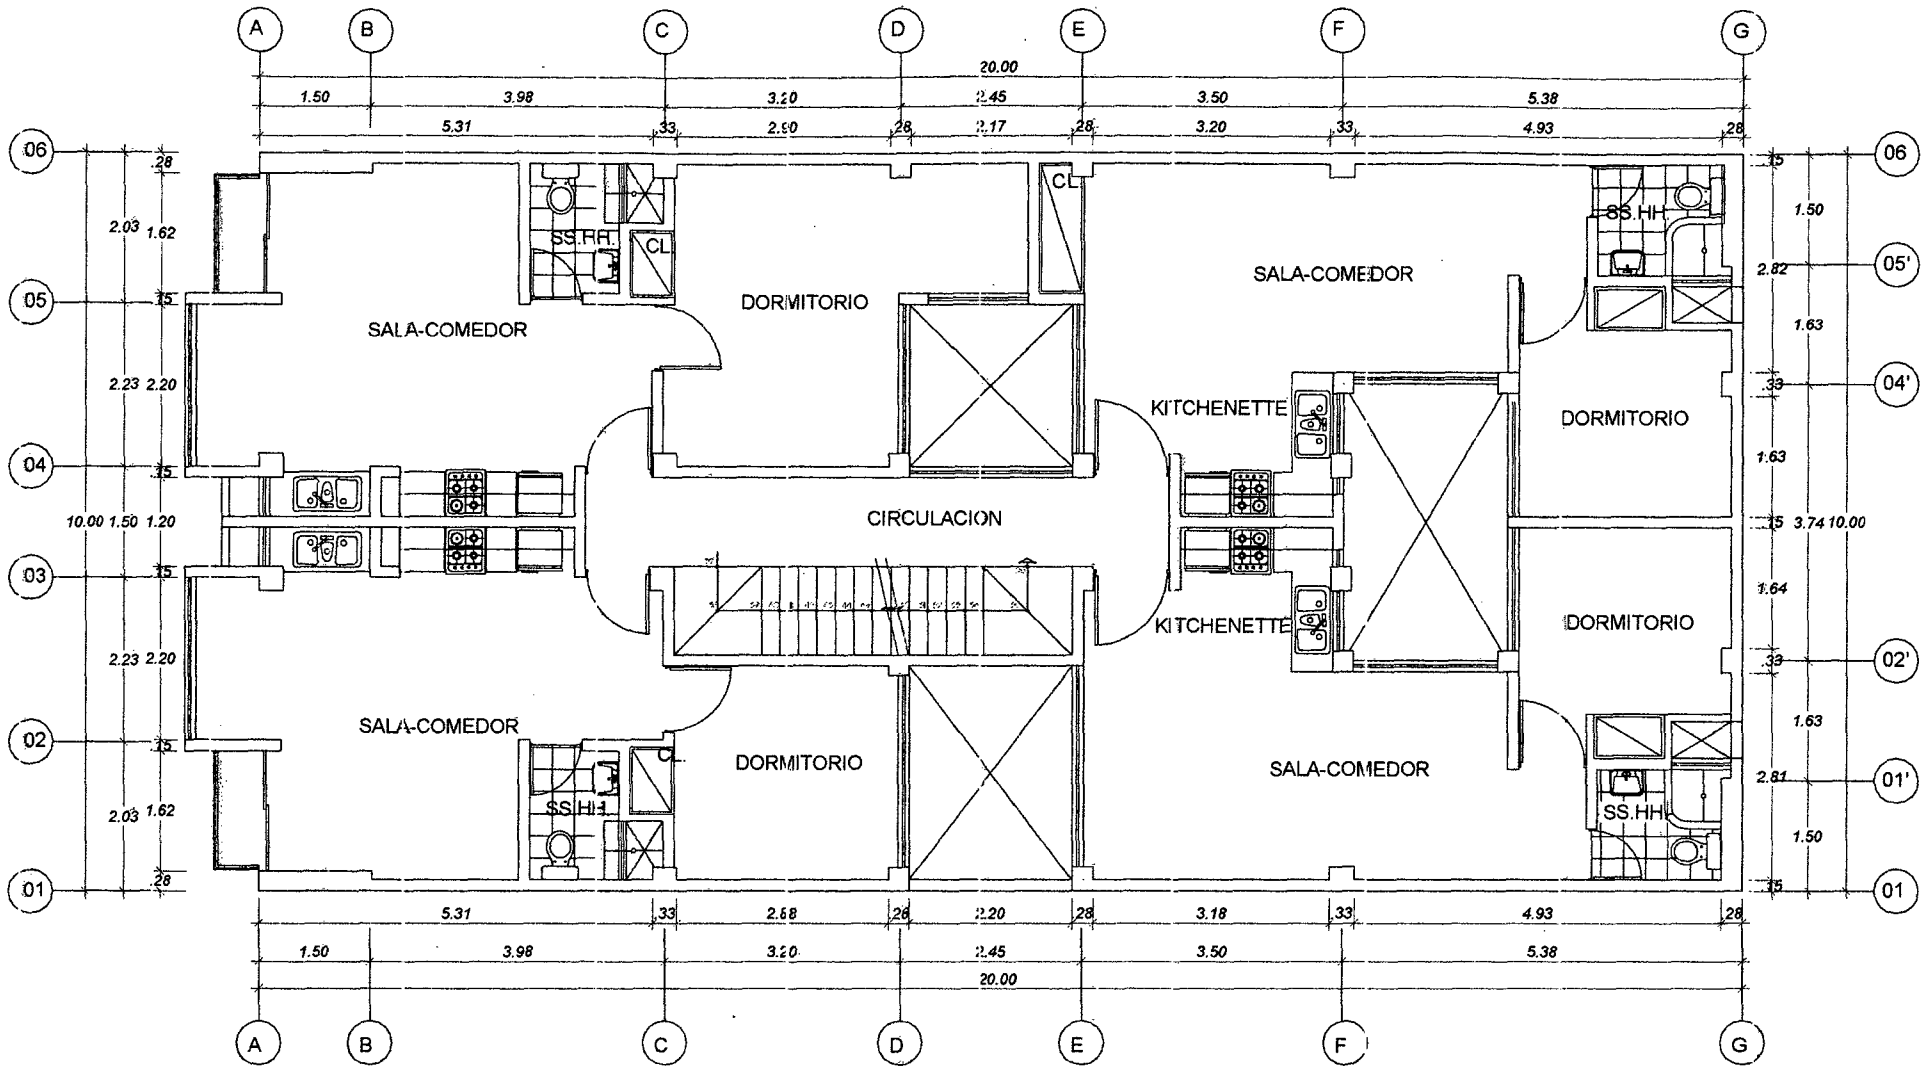 A B C D E F G
20.00
1.50 3.98 3.20 2.45 3.50 5.38
5.31 .33 2.90 .28 2.17 .28 3.20 .33 4.93 .28
06 .28 .15 06
CL
2.03 1.62 SS.HH. SS.HH. 1.50
CL
05 .15 DORMITORIO SALA-COMEDOR 2.82 05'
SALA-COMEDOR 1.63
2.23 2.20 .33 04'
KITCHENETTE DORMITORIO
04 .15 1.63
10.00 1.50 1.20 CIRCULACION .15 3.74 10.00
03 .15 1.64
KITCHENETTE DORMITORIO
2.23 2.20 .33 02'
SALA-COMEDOR 1.63
02 .15 CL. DORMITORIO SALA-COMEDOR 2.81 01'
2.03 1.62 SS.HH. SS.HH. 1.50
01 .28 .15 01
5.31 .33 2.88 .28 2.20 .28 3.18 .33 4.93 .28
1.50 3.98 3.20 2.45 3.50 5.38
20.00
A B C D E F G